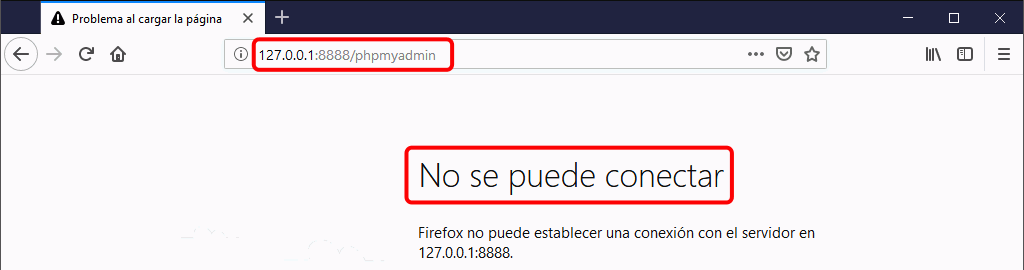 Problema al cargar la página
127.0.0.1:8888/phpmyadmin
No se puede conectar
Firefox no puede establecer una conexión con el servidor en
127.0.0.1:8888.